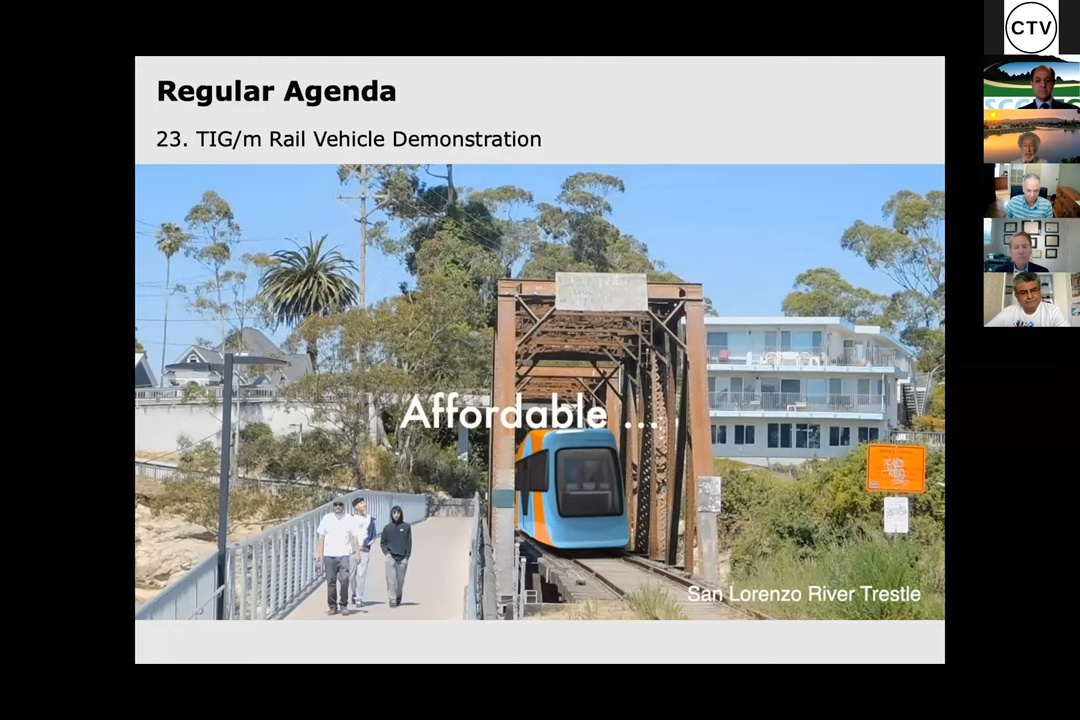 Regular Agenda
23. TIG/m Rail Vehicle Demonstration
Affordable ...
San Lorenzo River Trestle
CTV